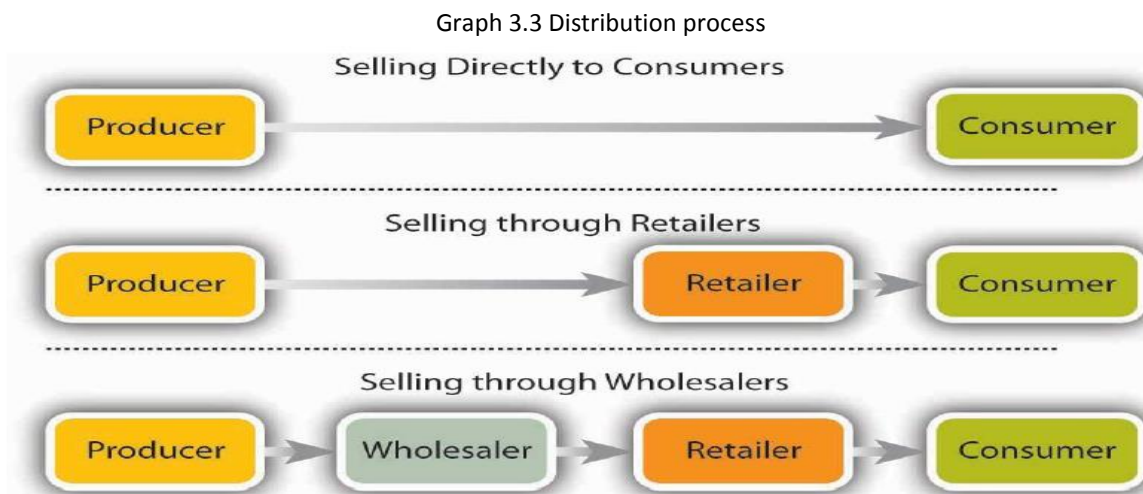 Graph 3.3 Distribution process
Selling Directly to Consumers
Producer Consumer
Selling through Retailers
Producer Retailer Consumer
Selling through Wholesalers
Producer Wholesaler Retailer Consumer